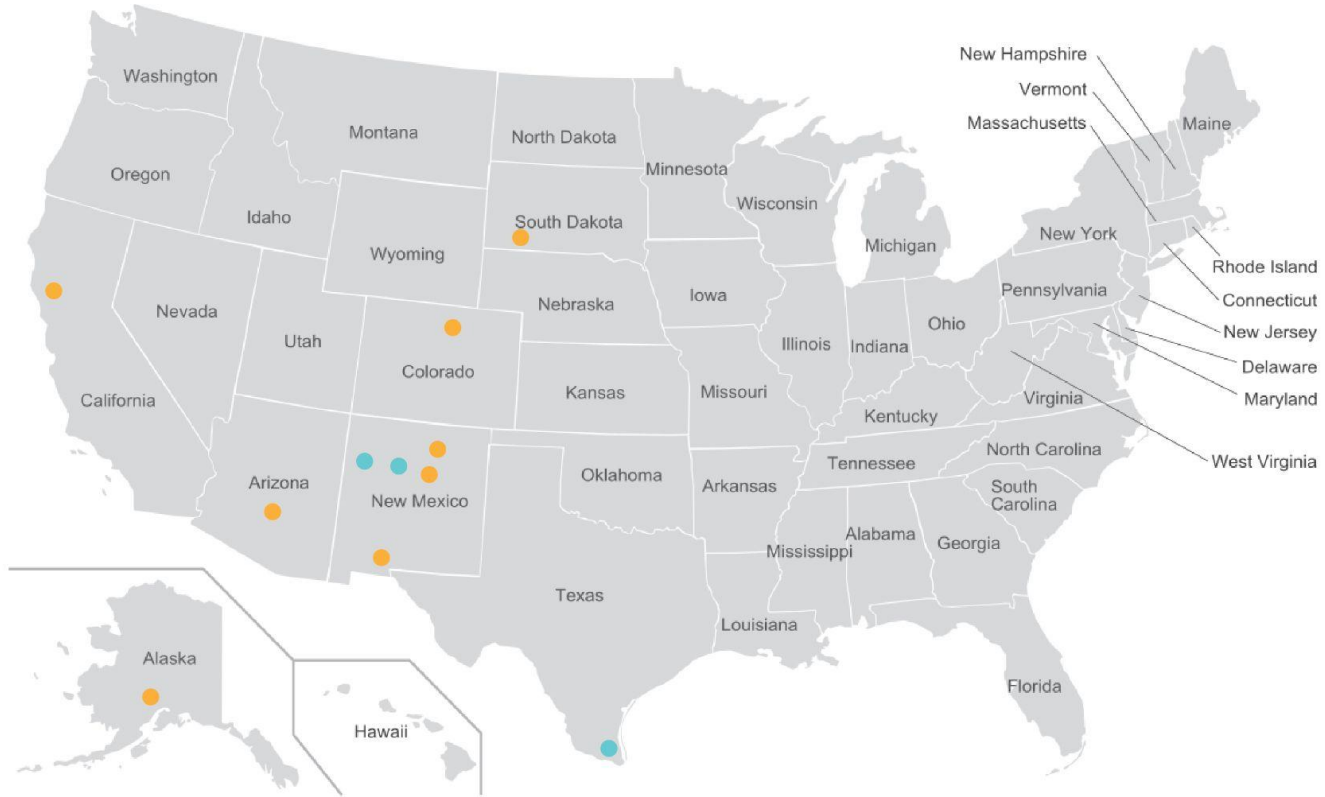 New Hampshire
Vermont
Massachusetts
Washington
Montana
North Dakota
Minnesota
Maine
Oregon
Idaho
Wyoming
South Dakota
Wisconsin
Michigan
New York
Rhode Island
Connecticut
New Jersey
Delaware
Maryland
West Virginia
Nevada
Utah
Colorado
Nebraska
Iowa
Illinois
Indiana
Ohio
Pennsylvania
California
Kansas
Missouri
Kentucky
Virginia
Arizona
New Mexico
Oklahoma
Arkansas
Tennessee
North Carolina
South
Carolina
Texas
Louisiana
Mississippi
Alabama
Georgia
Florida
Alaska
Hawaii